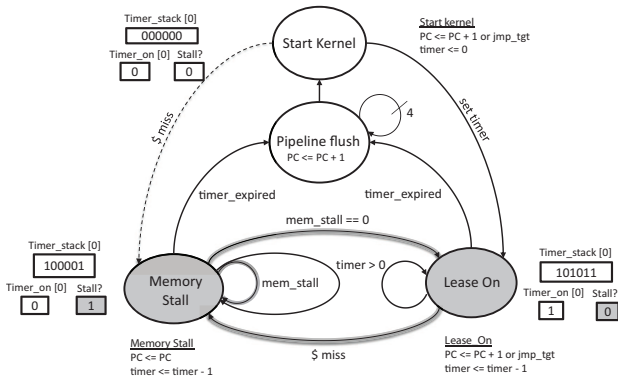 Timer_stack [0]
000000
Timer_on [0] Stall?
0 0
Start Kernel
Start kernel
PC <= PC + 1 or jmp_tgt
timer <= 0
$ miss
set timer
4
Pipeline flush
PC <= PC + 1
timer_expired
timer_expired
mem_stall == 0
Timer_stack [0]
100001
Timer_on [0] Stall?
0 1
Memory
Stall
mem_stall
timer > 0
Lease On
Timer_stack [0]
101011
Timer_on [0] Stall?
1 0
$ miss
Memory Stall
PC <= PC
timer <= timer - 1
Lease_On
PC <= PC + 1 or jmp_tgt
timer <= timer - 1